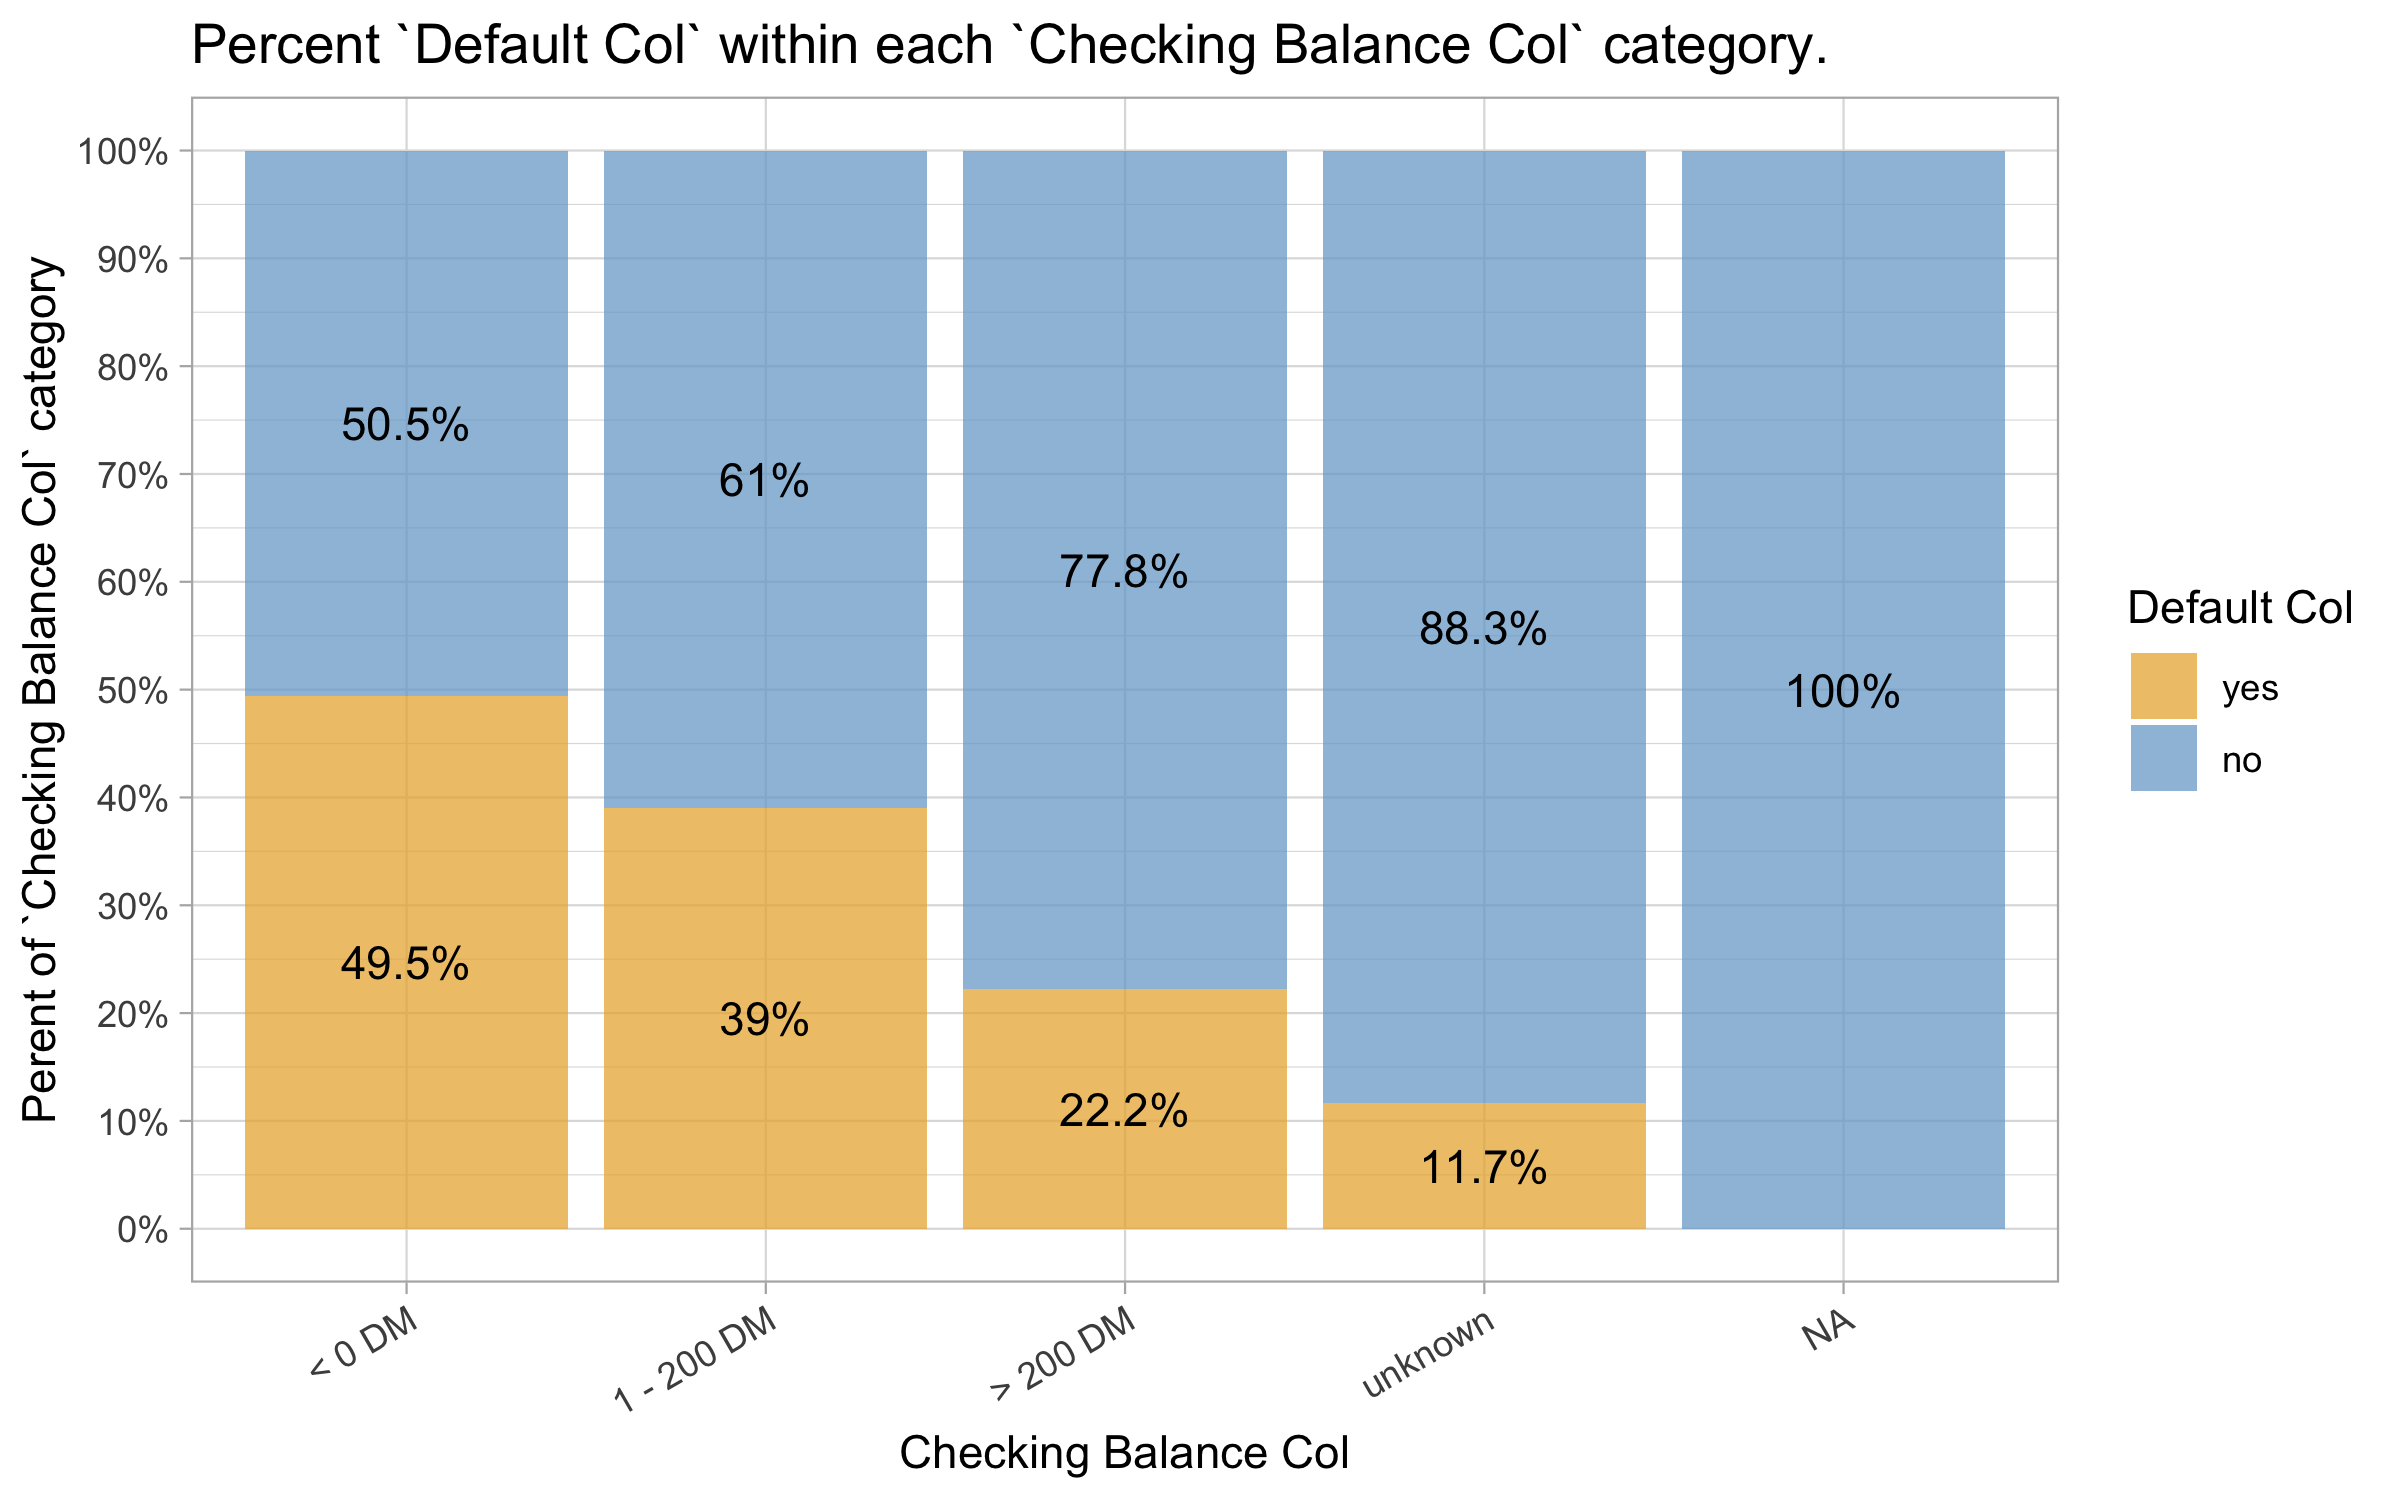 Percent `Default Col` within each `Checking Balance Col` category.
Perent of `Checking Balance Col` category
100%
90%
80%
70%
60%
50%
40%
30%
20%
10%
0%
50.5%
49.5%
61%
39%
77.8%
22.2%
88.3%
11.7%
100%
< 0 DM
1 - 200 DM
> 200 DM
unknown
NA
Checking Balance Col
Default Col
yes
no